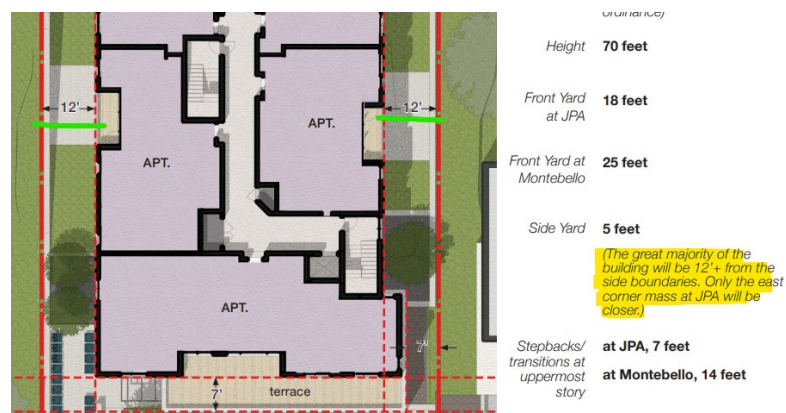 ordinance)
Height 70 feet
Front Yard 18 feet
at JPA
Front Yard at 25 feet
Montebello
Side Yard 5 feet
(The great majority of the
building will be 12'+ from the
side boundaries. Only the east
corner mass at JPA will be
closer.)
Stepbacks/ at JPA, 7 feet
transitions at
uppermost at Montebello, 14 feet
story
12'
12'
APT.
APT.
APT.
7'
7'
terrace